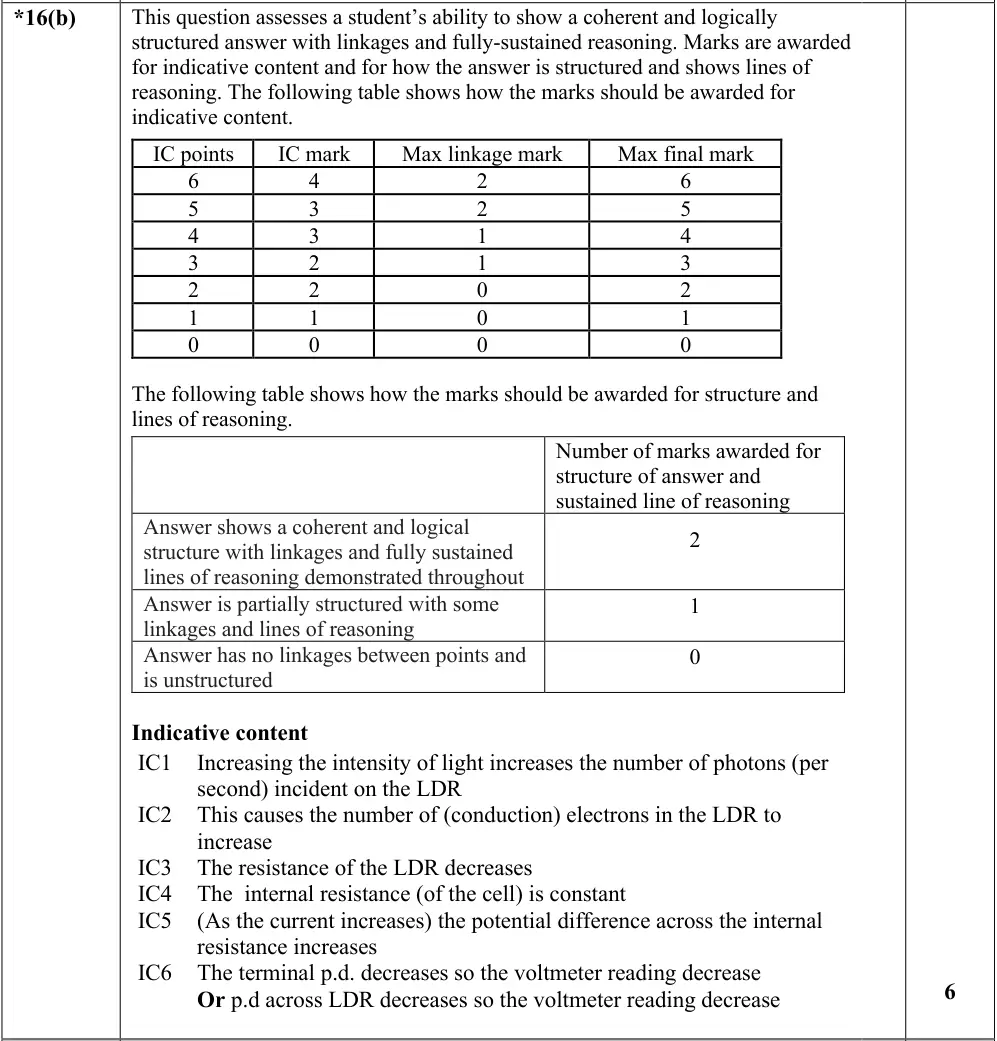 *16(b)
This question assesses a student's ability to show a coherent and logically
structured answer with linkages and fully-sustained reasoning. Marks are awarded
for indicative content and for how the answer is structured and shows lines of
reasoning. The following table shows how the marks should be awarded for
indicative content.
IC points IC mark Max linkage mark Max final mark
6 4 2 6
5 3 2 5
4 3 1 4
3 2 1 3
2 2 0 2
1 1 0 1
0 0 0 0
The following table shows how the marks should be awarded for structure and
lines of reasoning.
Number of marks awarded for
structure of answer and
sustained line of reasoning
Answer shows a coherent and logical
structure with linkages and fully sustained
lines of reasoning demonstrated throughout
2
Answer is partially structured with some
linkages and lines of reasoning
1
Answer has no linkages between points and
is unstructured
0
Indicative content
IC1 Increasing the intensity of light increases the number of photons (per
second) incident on the LDR
IC2 This causes the number of (conduction) electrons in the LDR to
increase
IC3 The resistance of the LDR decreases
IC4 The internal resistance (of the cell) is constant
IC5 (As the current increases) the potential difference across the internal
resistance increases
IC6 The terminal p.d. decreases so the voltmeter reading decrease
Or p.d across LDR decreases so the voltmeter reading decrease
6